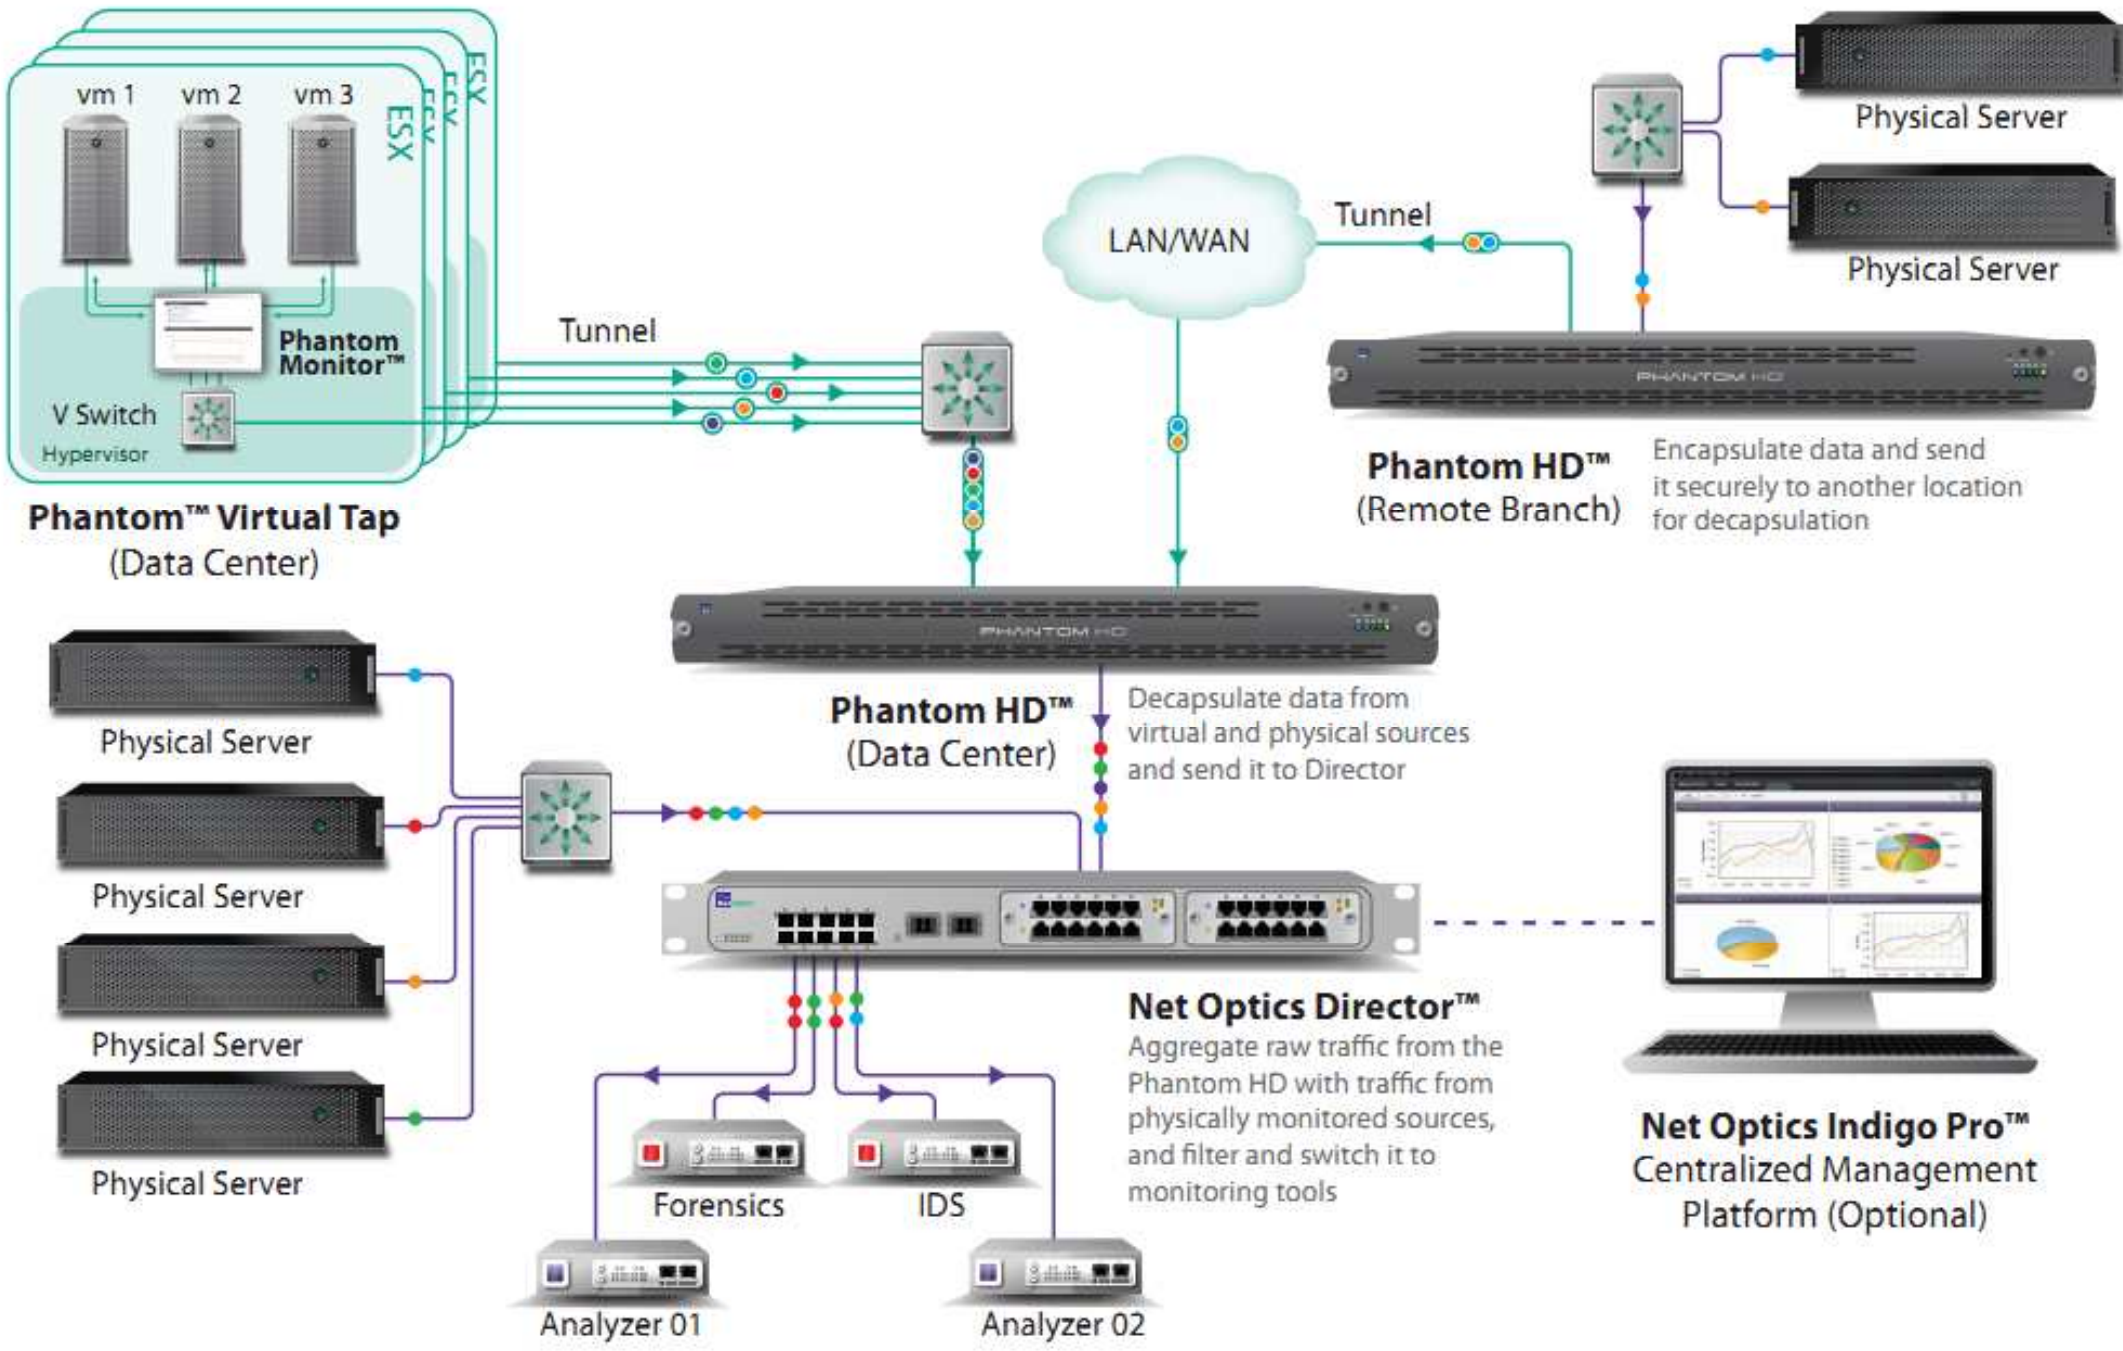 vm 1
vm 2
vm 3
ESX
ESX
ESX
ESX
Phantom
Monitor™
V Switch
Hypervisor
Phantom™ Virtual Tap
(Data Center)
Tunnel
LAN/WAN
Tunnel
Physical Server
Physical Server
PHANTOM HD
Phantom HD™
(Remote Branch)
Encapsulate data and send
it securely to another location
for decapsulation
PHANTOM HD
Phantom HD™
(Data Center)
Decapsulate data from
virtual and physical sources
and send it to Director
Physical Server
Physical Server
Physical Server
Physical Server
Net Optics Director™
Aggregate raw traffic from the
Phantom HD with traffic from
physically monitored sources,
and filter and switch it to
monitoring tools
Forensics
IDS
Analyzer 01
Analyzer 02
Net Optics Indigo Pro™
Centralized Management
Platform (Optional)